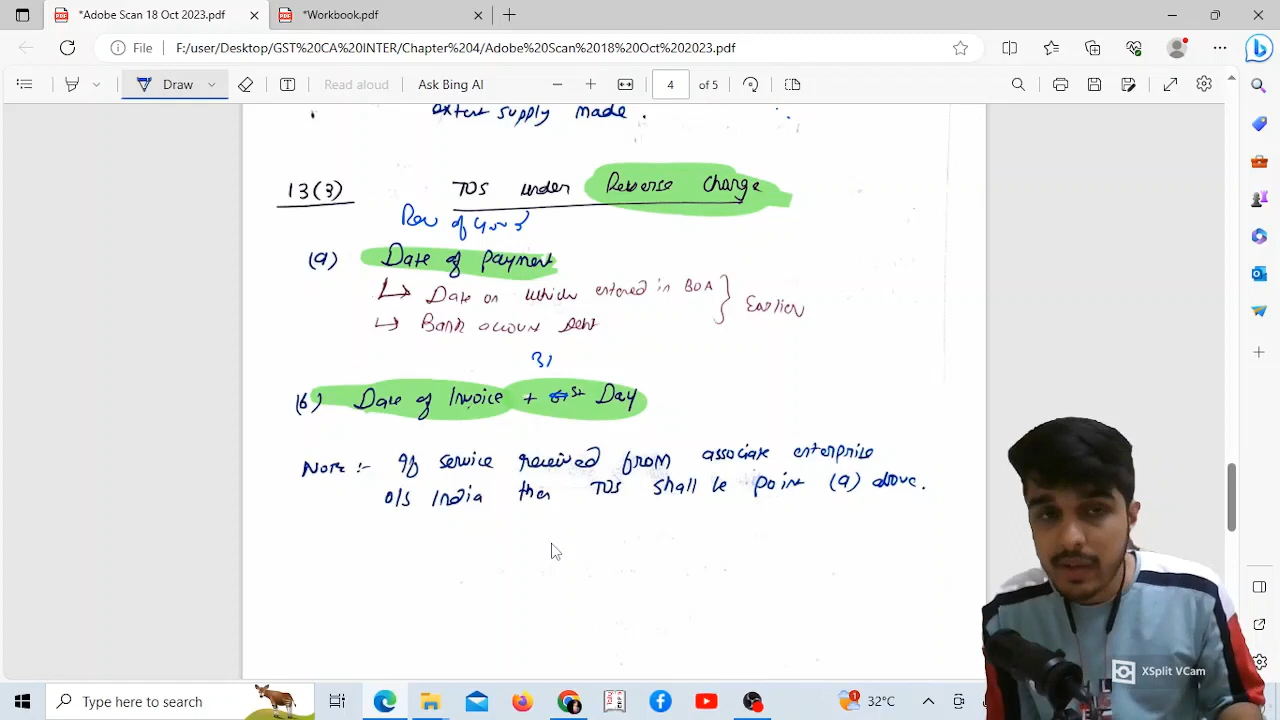 *Adobe Scan 18 Oct 2023.pdf
*Workbook.pdf
File
F:/user/Desktop/GST%20CA%20INTER/Chapter%204/Adobe%20Scan%2018%20Oct%202023.pdf
Draw
Read aloud
Ask Bing AI
4
of 5
extent supply made.
13(3) TOS under Reverse Charge
(a) Date of payment
Date on which entered in BOA
Earlier
Bank account Debt
31
(b) Date of Invoice + st Day
Note :- If service received from associate enterprise
o/s India then TOS shall be point (a) above.
XSplit VCam
Type here to search
1
32°C